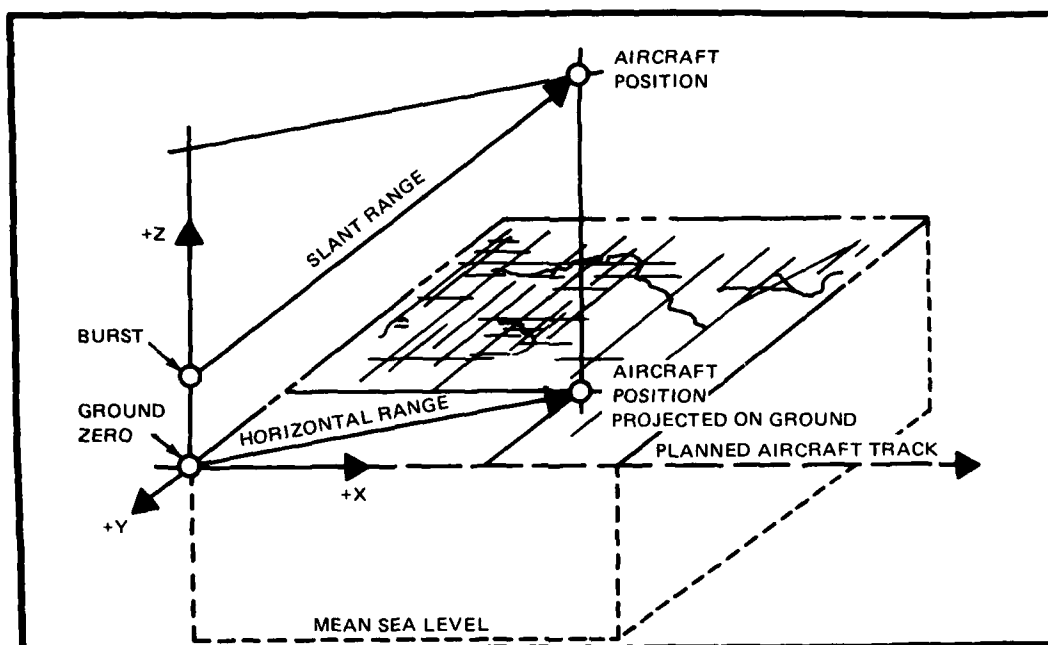 AIRCRAFT
POSITION
SLANT RANGE
+Z
BURST
GROUND
ZERO
HORIZONTAL RANGE
AIRCRAFT
POSITION
PROJECTED ON GROUND
PLANNED AIRCRAFT TRACK
+X
+Y
MEAN SEA LEVEL